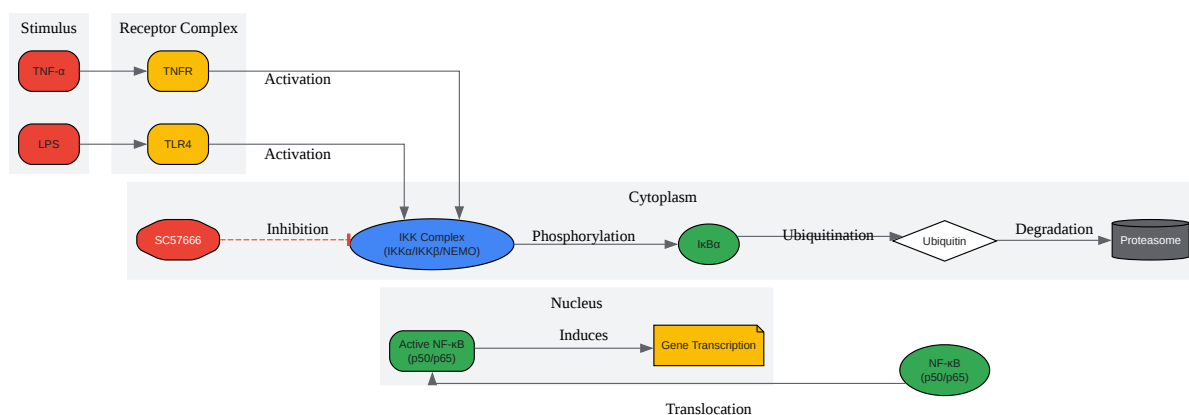 Stimulus
Receptor Complex
TNF-α
TNFR
Activation
LPS
TLR4
Activation
Cytoplasm
SC57666
Inhibition
IKK Complex
(IKKα/IKKβ/NEMO)
Phosphorylation
IκBα
Ubiquitination
Ubiquitin
Degradation
Proteasome
Nucleus
Active NF-κB
(p50/p65)
Induces
Gene Transcription
NF-κB
(p50/p65)
Translocation